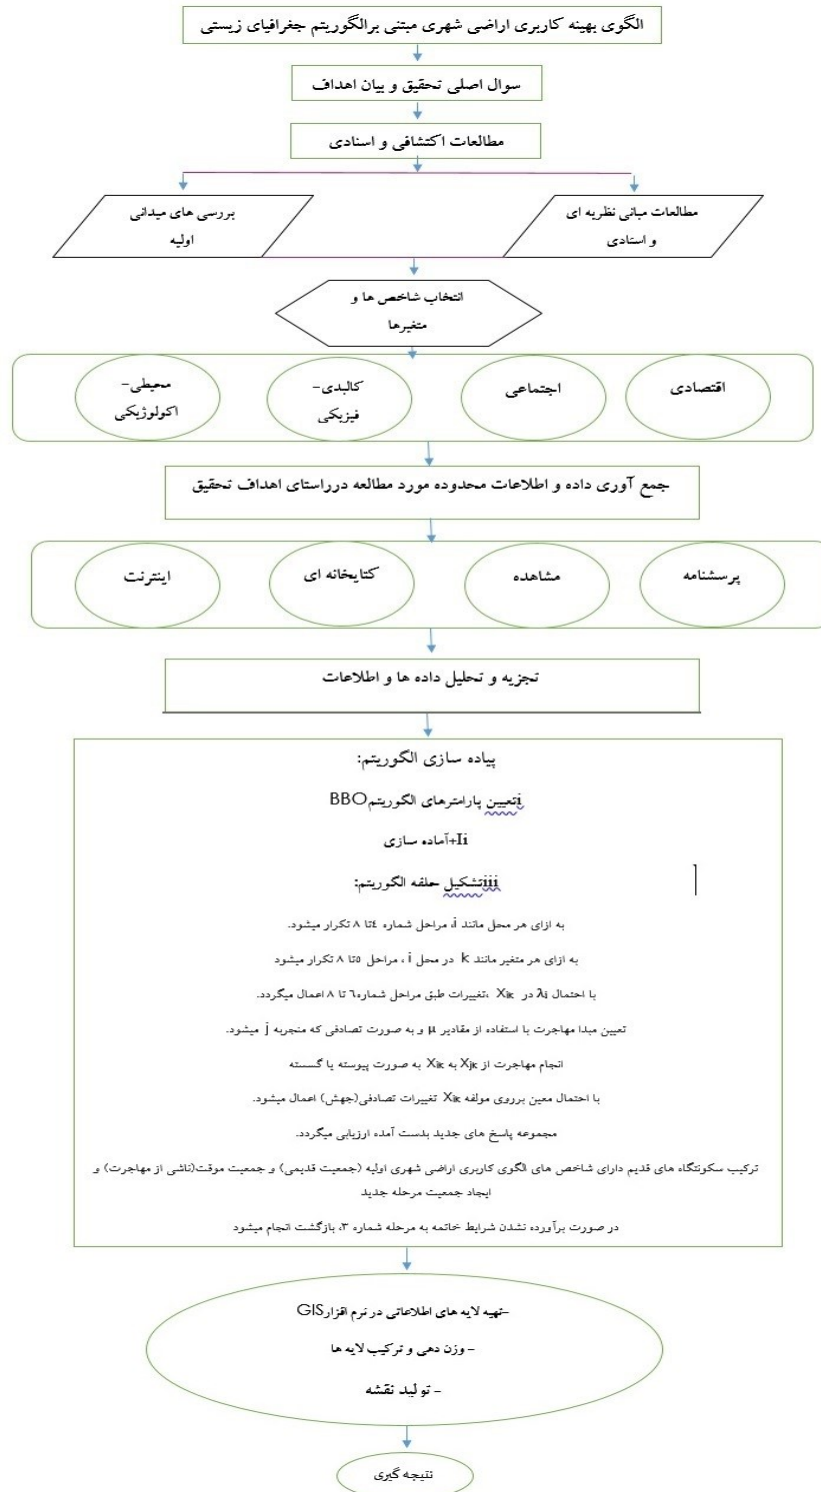 الگوی بهینه کاربری اراضی شهری مبتنی برالگوریتم جغرافیای زیستی
سوال اصلی تحقیق و بیان اهداف
مطالعات اکتشافی و اسنادی
مطالعات مبانی نظریه ای
و اسنادی
بررسی های میدانی
اولیه
انتخاب شاخص ها و
متغیرها
اقتصادی
اجتماعی
کالبدی-
فیزیکی
محیطی-
اکولوژیکی
جمع آوری داده و اطلاعات محدوده مورد مطالعه درراستای اهداف تحقیق
پرسشنامه
مشاهده
کتابخانه ای
اینترنت
تجزیه و تحلیل داده ها و اطلاعات
پیاده سازی الگوریتم:
iتعیین پارامترهای الگوریتمBBO
Ii+آماده سازی
iiiتشکیل حلقه الگوریتم:
به ازای هر محل مانند i، مراحل شماره ٤تا ٨ تکرار میشود.
به ازای هر متغیر مانند k در محل i ، مراحل ٥تا ٨ تکرار میشود
با احتمال λi در Xik ،تغییرات طبق مراحل شماره٦ تا ٨ اعمال میگردد.
تعیین مبدا مهاجرت با استفاده از مقادیر µ و به صورت تصادفی که منجربه j میشود.
انجام مهاجرت از Xjk به Xik به صورت پیوسته یا گسسته
با احتمال معین برروی مولفه Xik تغییرات تصادفی(جهش) اعمال میشود.
مجموعه پاسخ های جدید بدست آمده ارزیابی میگردد.
ترکیب سکونتگاه های قدیم دارای شاخص های الگوی کاربری اراضی شهری اولیه (جمعیت قدیمی) و جمعیت موقت(ناشی از مهاجرت) و
ایجاد جمعیت مرحله جدید
در صورت برآورده نشدن شرایط خاتمه به مرحله شماره ۳، بازگشت انجام میشود
-تهیه لایه های اطلاعاتی در نرم افزارGIS
- وزن دهی و ترکیب لایه ها
- تولید نقشه
نتیجه گیری